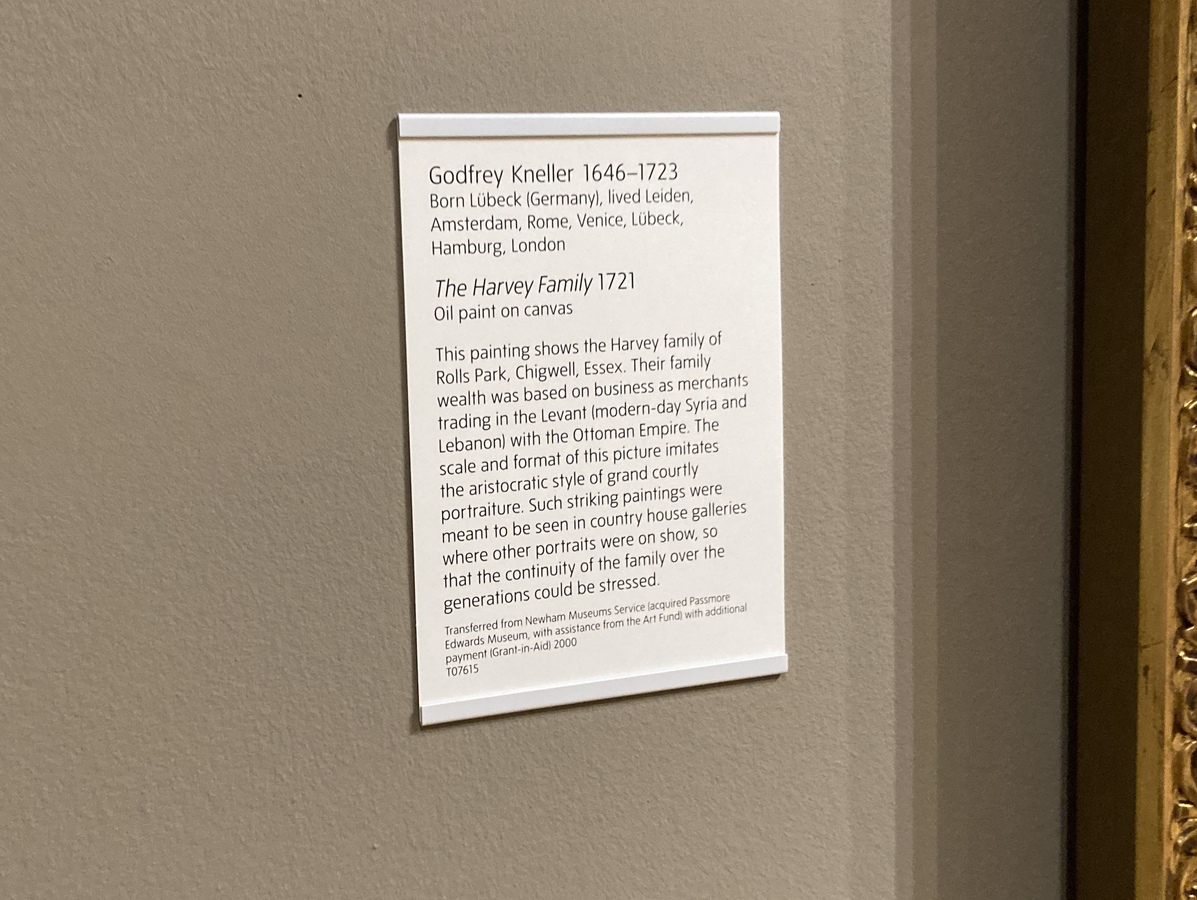 Godfrey Kneller 1646–1723
Born Lübeck (Germany), lived Leiden,
Amsterdam, Rome, Venice, Lübeck,
Hamburg, London
The Harvey Family 1721
Oil paint on canvas
This painting shows the Harvey family of
Rolls Park, Chigwell, Essex. Their family
wealth was based on business as merchants
trading in the Levant (modern-day Syria and
Lebanon) with the Ottoman Empire. The
scale and format of this picture imitates
the aristocratic style of grand courtly
portraiture. Such striking paintings were
meant to be seen in country house galleries
where other portraits were on show, so
that the continuity of the family over the
generations could be stressed.
Transferred from Newham Museums Service (acquired Passmore
Edwards Museum, with assistance from the Art Fund) with additional
payment (Grant-in-Aid) 2000
T07615